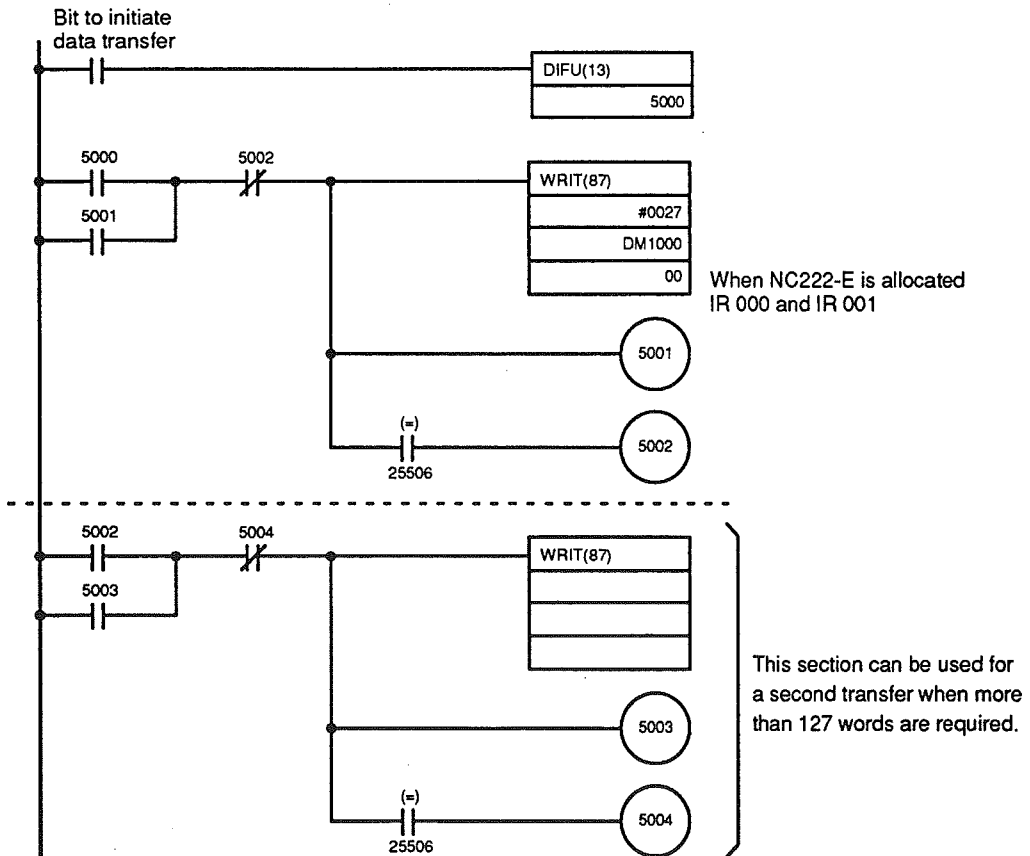 Bit to initiate
data transfer
DIFU(13)
5000
5000
5002
WRIT(87)
#0027
DM1000
00
5001
When NC222-E is allocated
IR 000 and IR 001
5001
(=)
25506
5002
5002
5004
WRIT(87)
5003
This section can be used for
a second transfer when more
than 127 words are required.
5003
(=)
25506
5004